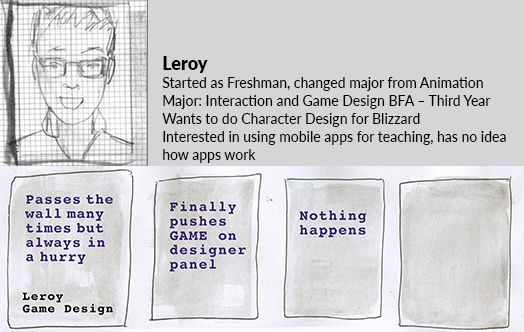 Leroy
Started as Freshman, changed major from Animation
Major: Interaction and Game Design BFA – Third Year
Wants to do Character Design for Blizzard
Interested in using mobile apps for teaching, has no idea
how apps work
Passes the
wall many
times but
always in
a hurry
Leroy
Game Design
Finally
pushes
GAME on
designer
panel
Nothing
happens